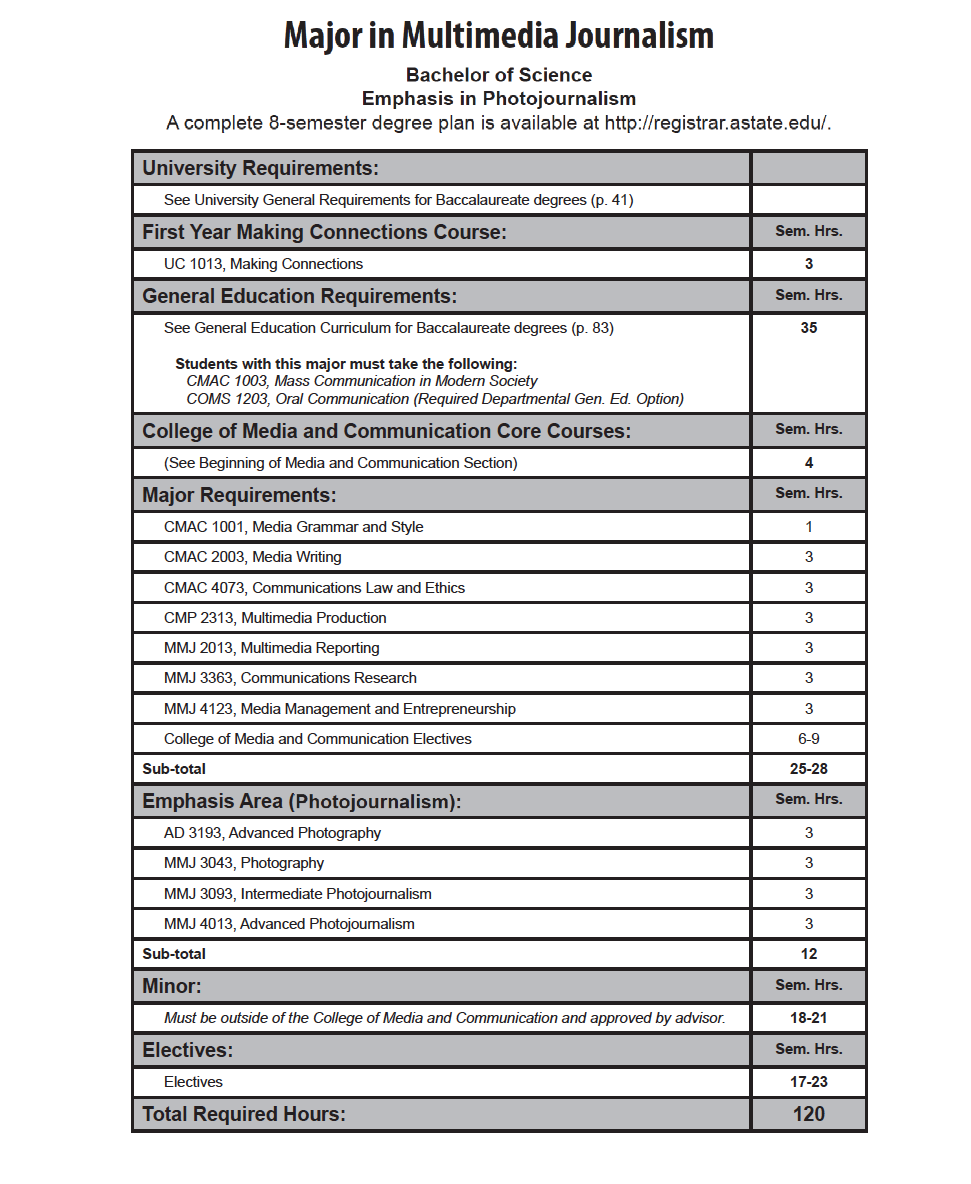 Major in Multimedia Journalism
Bachelor of Science
Emphasis in Photojournalism
A complete 8-semester degree plan is available at http://registrar.astate.edu/.
University Requirements:
See University General Requirements for Baccalaureate degrees (p. 41)
First Year Making Connections Course: Sem. Hrs.
UC 1013, Making Connections 3
General Education Requirements: Sem. Hrs.
See General Education Curriculum for Baccalaureate degrees (p. 83) 35
Students with this major must take the following:
CMAC 1003, Mass Communication in Modern Society
COMS 1203, Oral Communication (Required Departmental Gen. Ed. Option)
College of Media and Communication Core Courses: Sem. Hrs.
(See Beginning of Media and Communication Section) 4
Major Requirements: Sem. Hrs.
CMAC 1001, Media Grammar and Style 1
CMAC 2003, Media Writing 3
CMAC 4073, Communications Law and Ethics 3
CMP 2313, Multimedia Production 3
MMJ 2013, Multimedia Reporting 3
MMJ 3363, Communications Research 3
MMJ 4123, Media Management and Entrepreneurship 3
College of Media and Communication Electives 6-9
Sub-total 25-28
Emphasis Area (Photojournalism): Sem. Hrs.
AD 3193, Advanced Photography 3
MMJ 3043, Photography 3
MMJ 3093, Intermediate Photojournalism 3
MMJ 4013, Advanced Photojournalism 3
Sub-total 12
Minor: Sem. Hrs.
Must be outside of the College of Media and Communication and approved by advisor. 18-21
Electives: Sem. Hrs.
Electives 17-23
Total Required Hours: 120